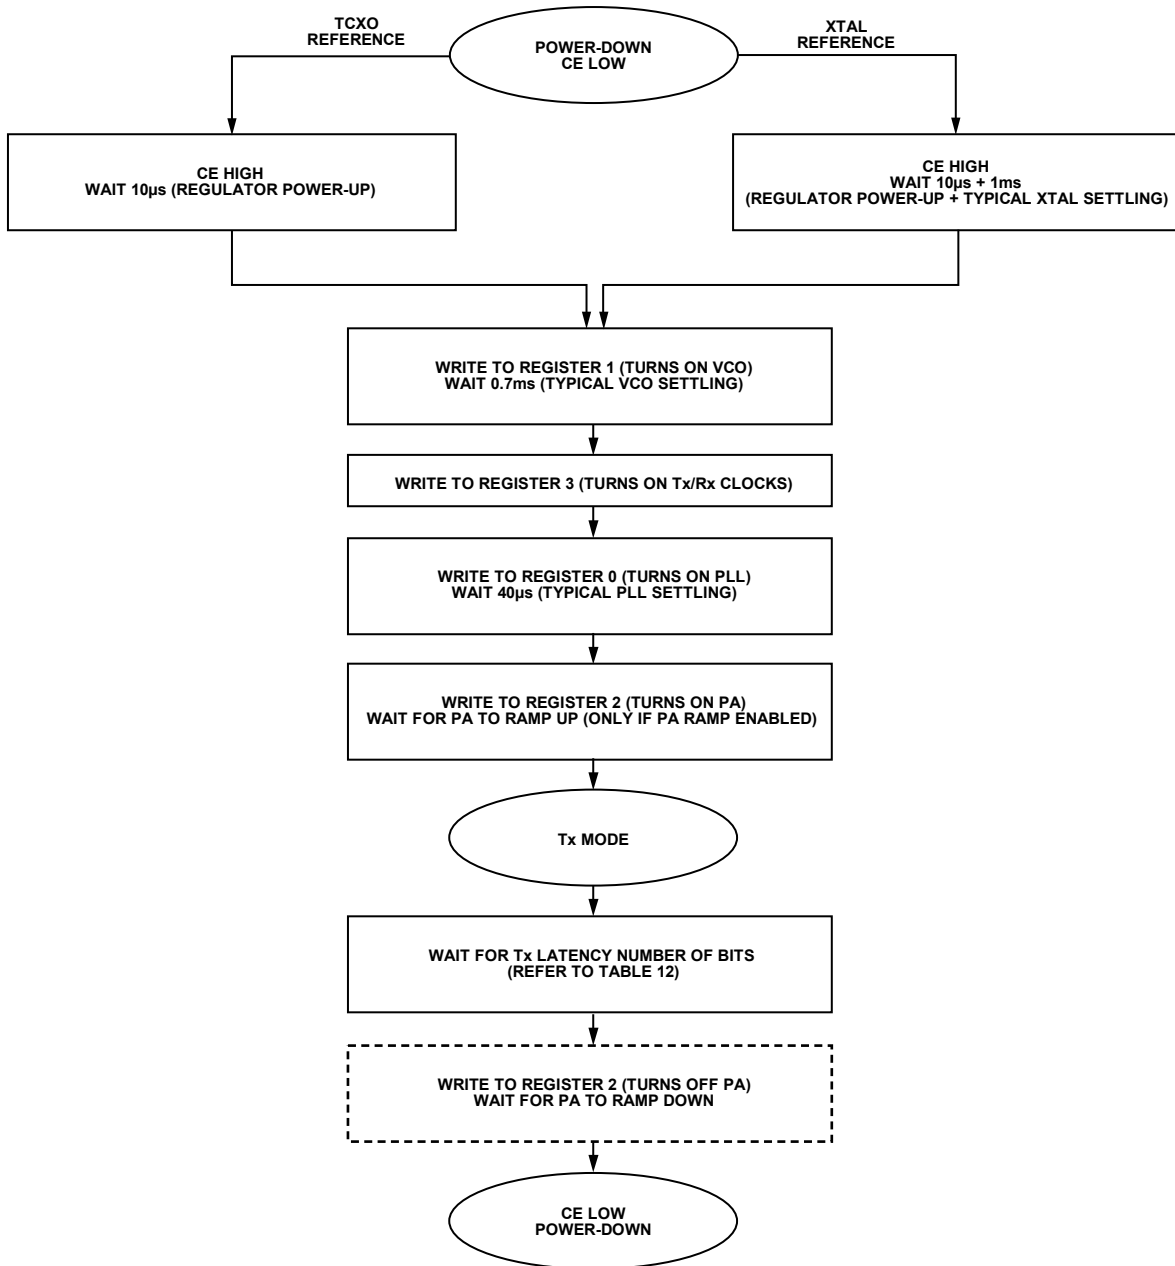 TCXO
REFERENCE
POWER-DOWN
CE LOW
XTAL
REFERENCE
CE HIGH
WAIT 10µs (REGULATOR POWER-UP)
CE HIGH
WAIT 10µs + 1ms
(REGULATOR POWER-UP + TYPICAL XTAL SETTLING)
WRITE TO REGISTER 1 (TURNS ON VCO)
WAIT 0.7ms (TYPICAL VCO SETTLING)
WRITE TO REGISTER 3 (TURNS ON Tx/Rx CLOCKS)
WRITE TO REGISTER 0 (TURNS ON PLL)
WAIT 40µs (TYPICAL PLL SETTLING)
WRITE TO REGISTER 2 (TURNS ON PA)
WAIT FOR PA TO RAMP UP (ONLY IF PA RAMP ENABLED)
Tx MODE
WAIT FOR Tx LATENCY NUMBER OF BITS
(REFER TO TABLE 12)
WRITE TO REGISTER 2 (TURNS OFF PA)
WAIT FOR PA TO RAMP DOWN
CE LOW
POWER-DOWN